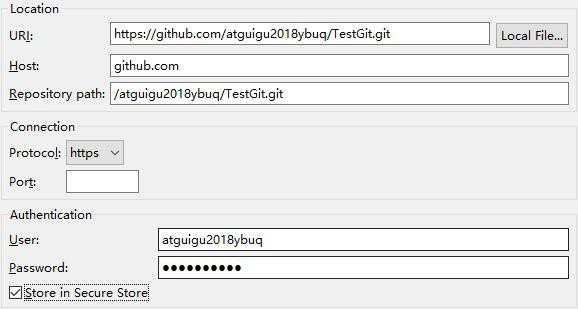 Location
URI: https://github.com/atguigu2018ybuq/TestGit.git Local File...
Host: github.com
Repository path: /atguigu2018ybuq/TestGit.git
Connection
Protocol: https
Port:
Authentication
User: atguigu2018ybuq
Password: ●●●●●●●●●●
Store in Secure Store